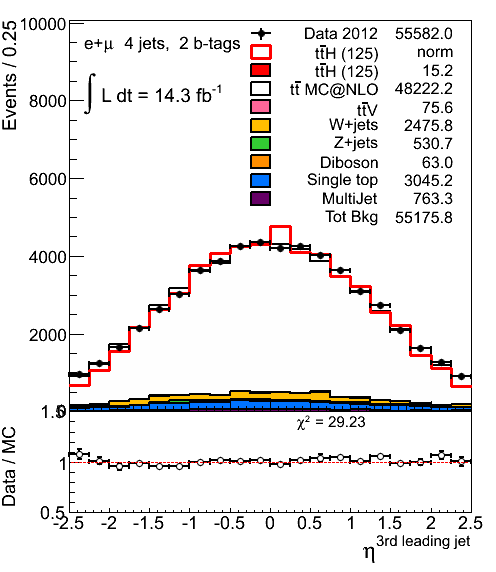 Events / 0.25
10000
8000
6000
4000
2000
0
e+μ 4 jets, 2 b-tags
∫ L dt = 14.3 fb⁻¹
Data 2012 55582.0
tt̄H (125) norm
tt̄H (125) 15.2
tt̄ MC@NLO 48222.2
tt̄V 75.6
W+jets 2475.8
Z+jets 530.7
Diboson 63.0
Single top 3045.2
MultiJet 763.3
Tot Bkg 55175.8
Data / MC
1.5
1
0.5
χ² = 29.23
-2.5 -2 -1.5 -1 -0.5 0 0.5 1 1.5 2 2.5
η^3rd leading jet